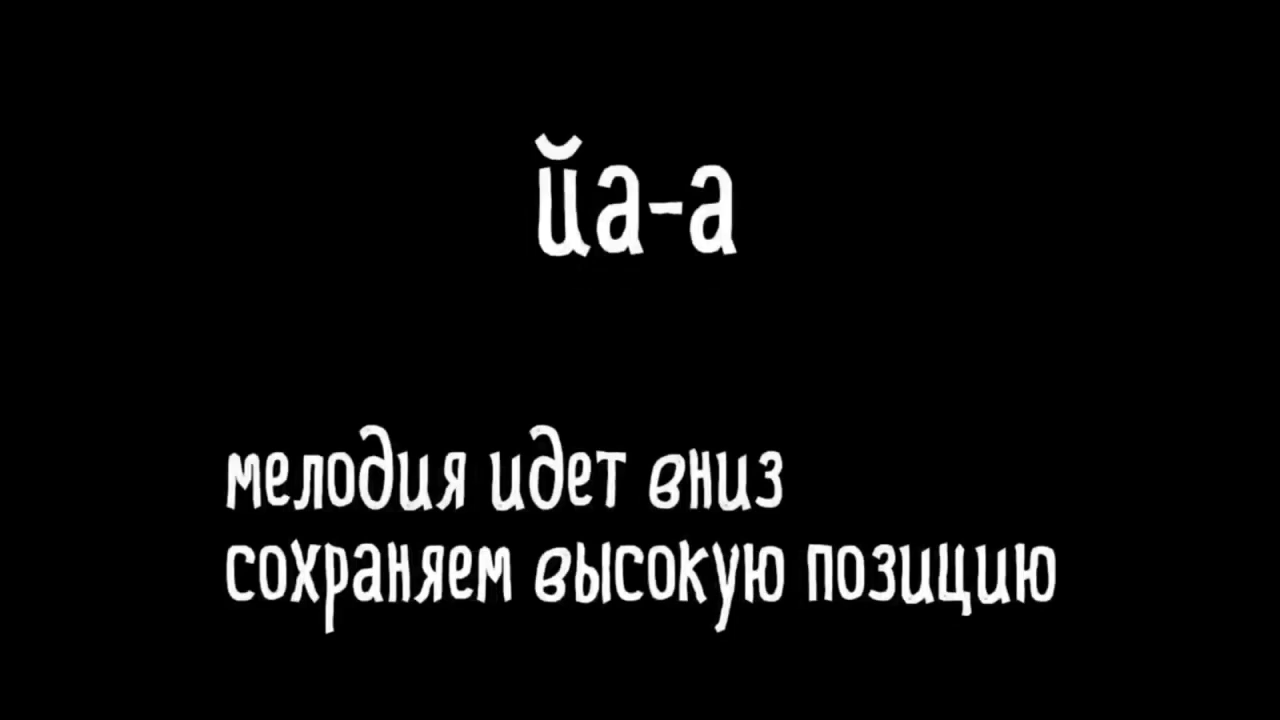 йа-а
мелодия идет вниз
сохраняем высокую позицию